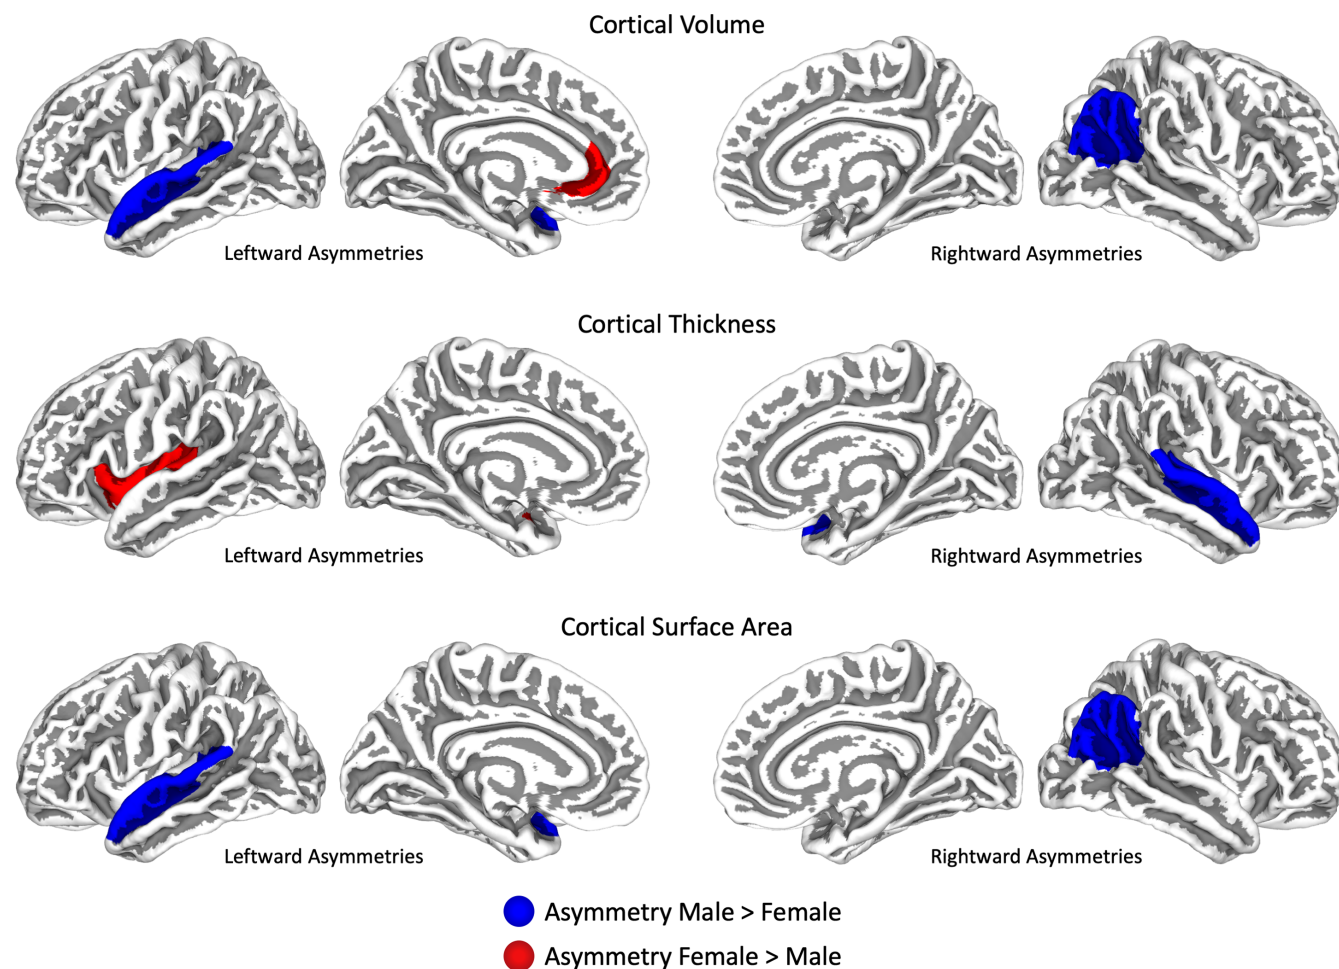 Cortical Volume
Leftward Asymmetries
Rightward Asymmetries
Cortical Thickness
Leftward Asymmetries
Rightward Asymmetries
Cortical Surface Area
Leftward Asymmetries
Rightward Asymmetries
Asymmetry Male > Female
Asymmetry Female > Male